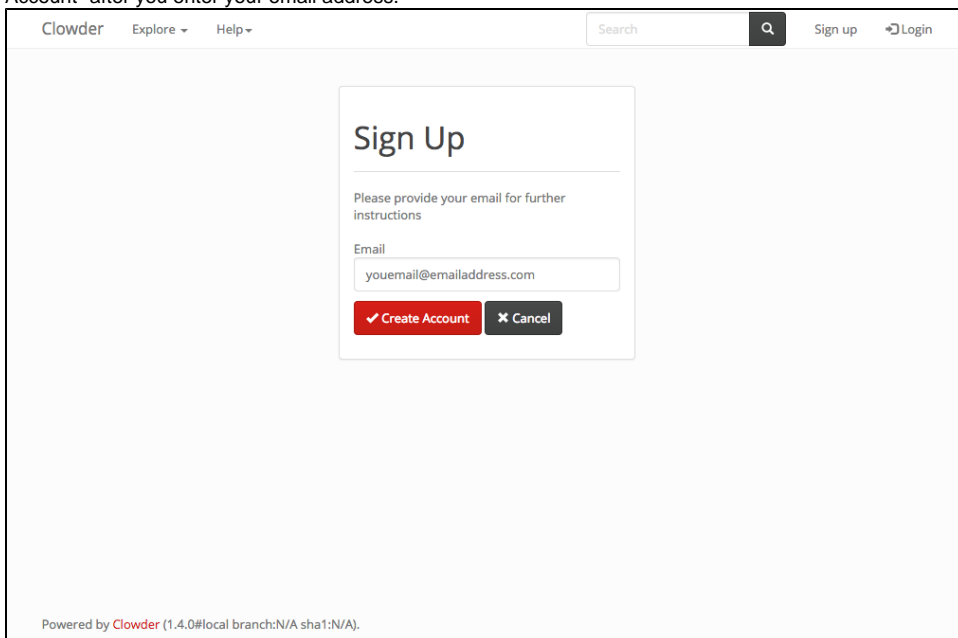 Account" after you enter your email address.
Clowder Explore Help Search Sign up Login
Sign Up
Please provide your email for further
instructions
Email
youemail@emailaddress.com
Create Account Cancel
Powered by Clowder (1.4.0#local branch:N/A sha1:N/A).